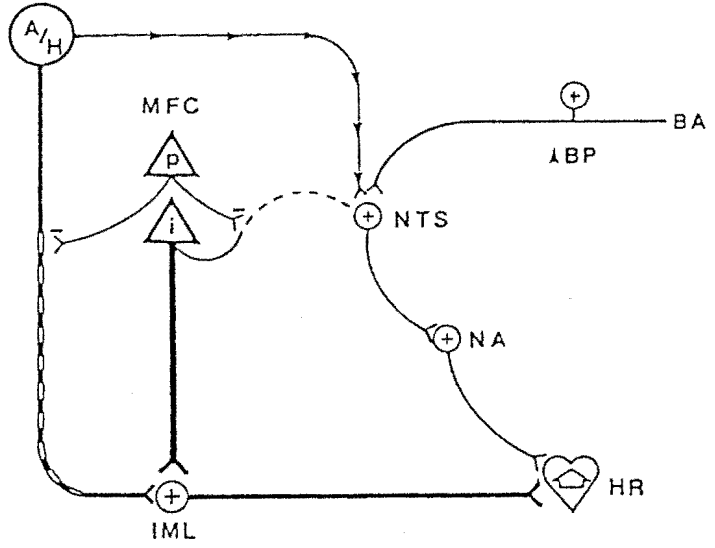 A/H
MFC
+
BA
BP
p
i
+
NTS
+
NA
+
HR
IML